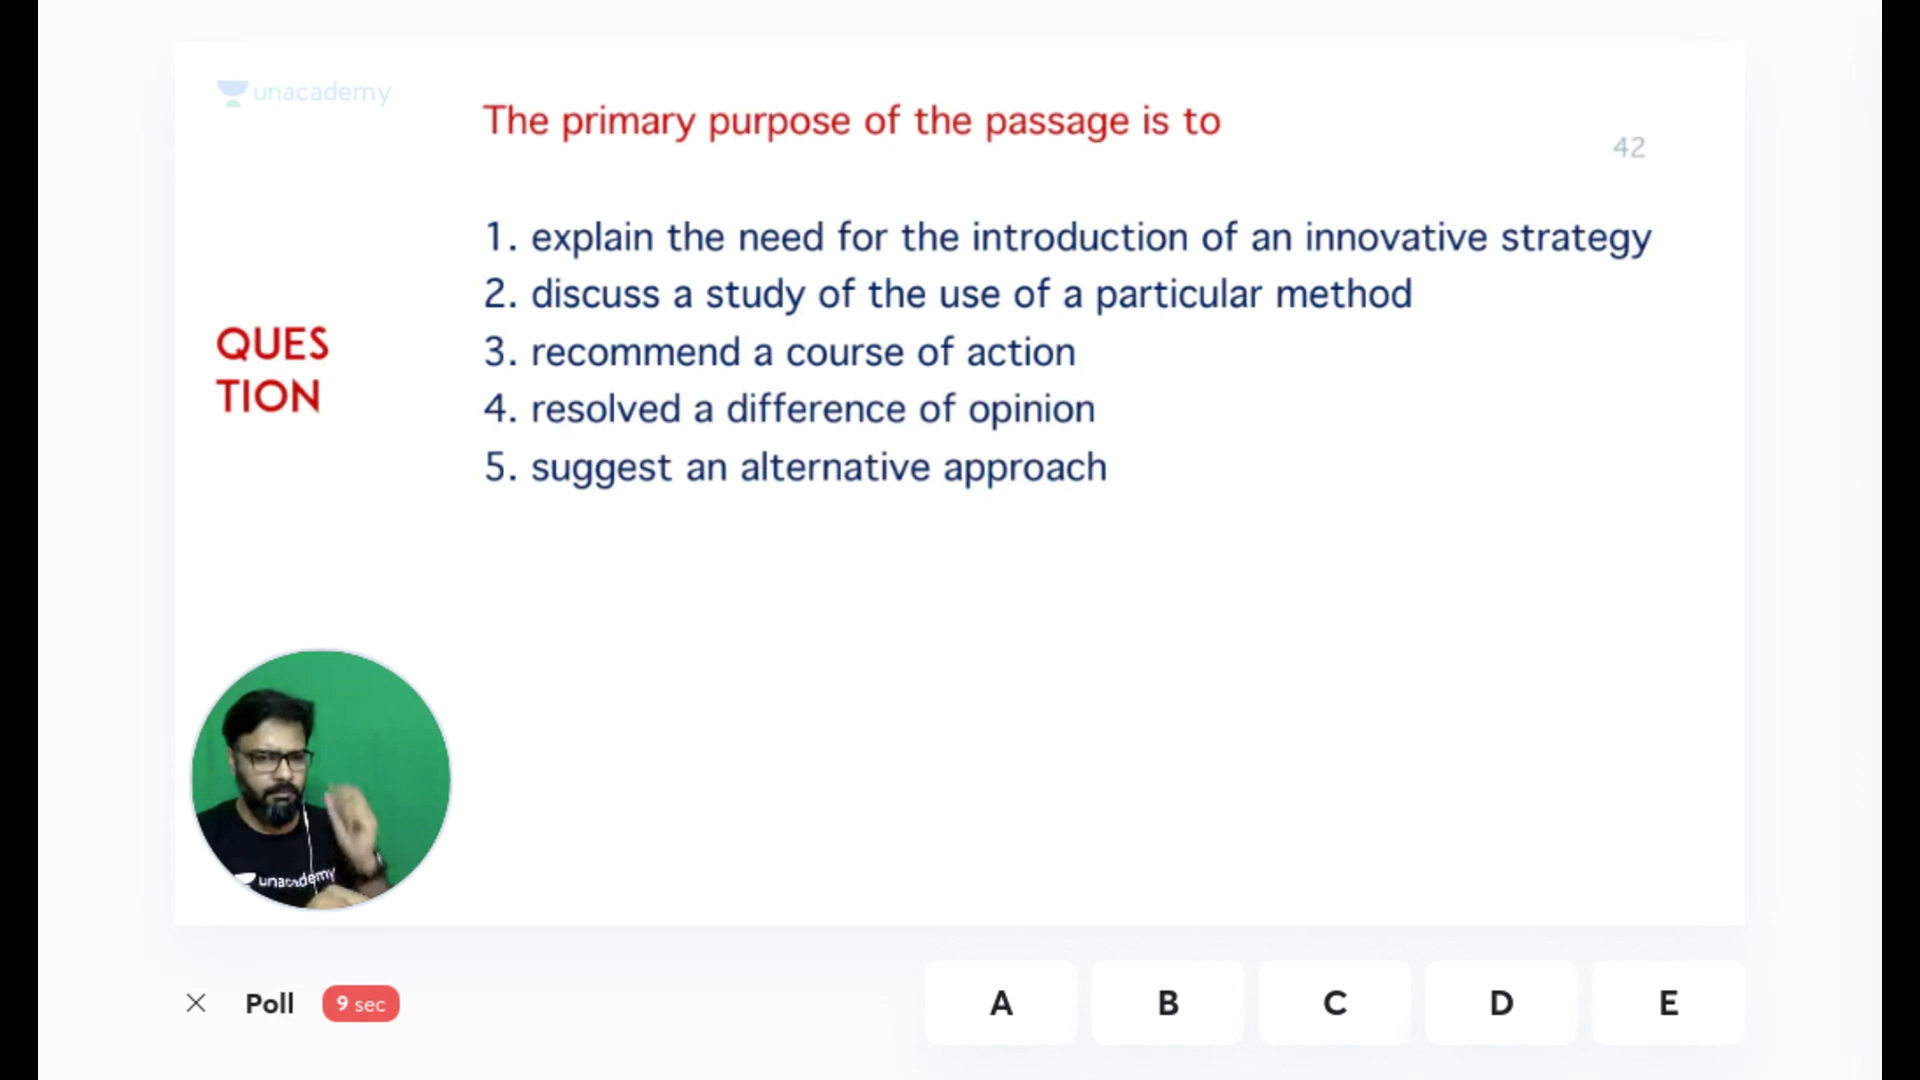 unacademy
The primary purpose of the passage is to
42
1. explain the need for the introduction of an innovative strategy
2. discuss a study of the use of a particular method
3. recommend a course of action
4. resolved a difference of opinion
5. suggest an alternative approach
QUES
TION
unacademy
Poll
9 sec
A
B
C
D
E